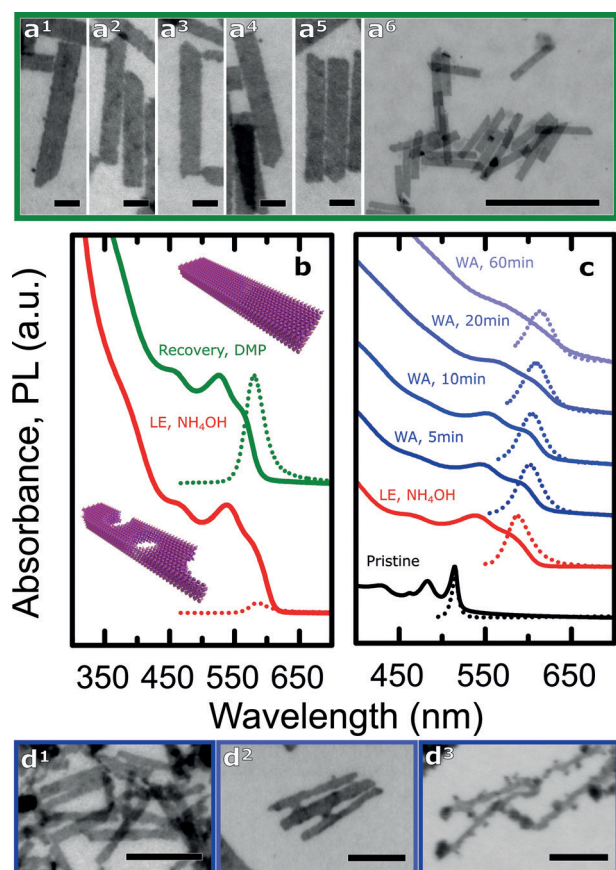 a¹ a² a³ a⁴ a⁵ a⁶
Absorbance, PL (a.u.)
b
Recovery, DMP
LE, NH₄OH
350 450 550 650
c
WA, 60min
WA, 20min
WA, 10min
WA, 5min
LE, NH₄OH
Pristine
450 550 650
Wavelength (nm)
d¹ d² d³